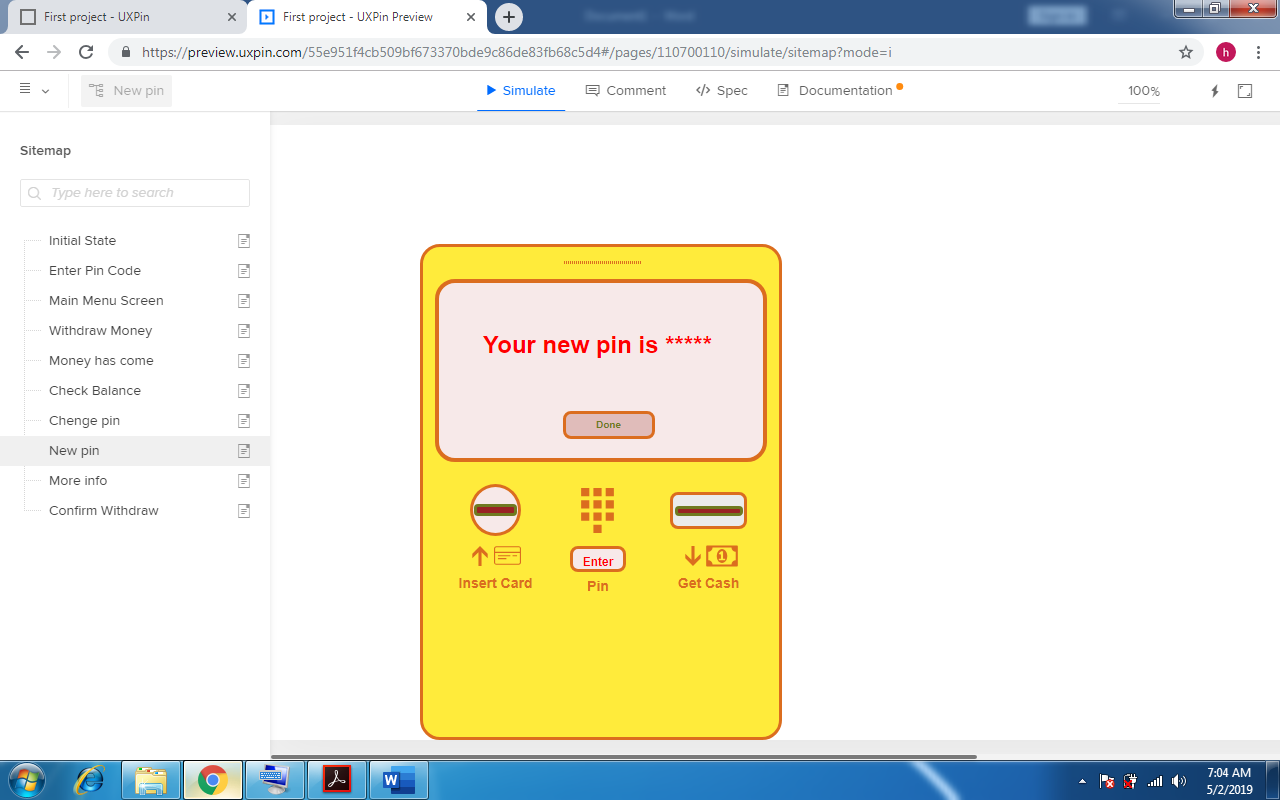 First project - UXPin
First project - UXPin Preview
https://preview.uxpin.com/55e951f4cb509bf673370bde9c86de83fb68c5d4#/pages/110700110/simulate/sitemap?mode=i
h
New pin
Simulate
Comment
Spec
Documentation
100%
Sitemap
Type here to search
Initial State
Enter Pin Code
Main Menu Screen
Withdraw Money
Money has come
Check Balance
Chenge pin
New pin
More info
Confirm Withdraw
Your new pin is *****
Done
1
Enter
Insert Card
Pin
Get Cash
7:04 AM
5/2/2019